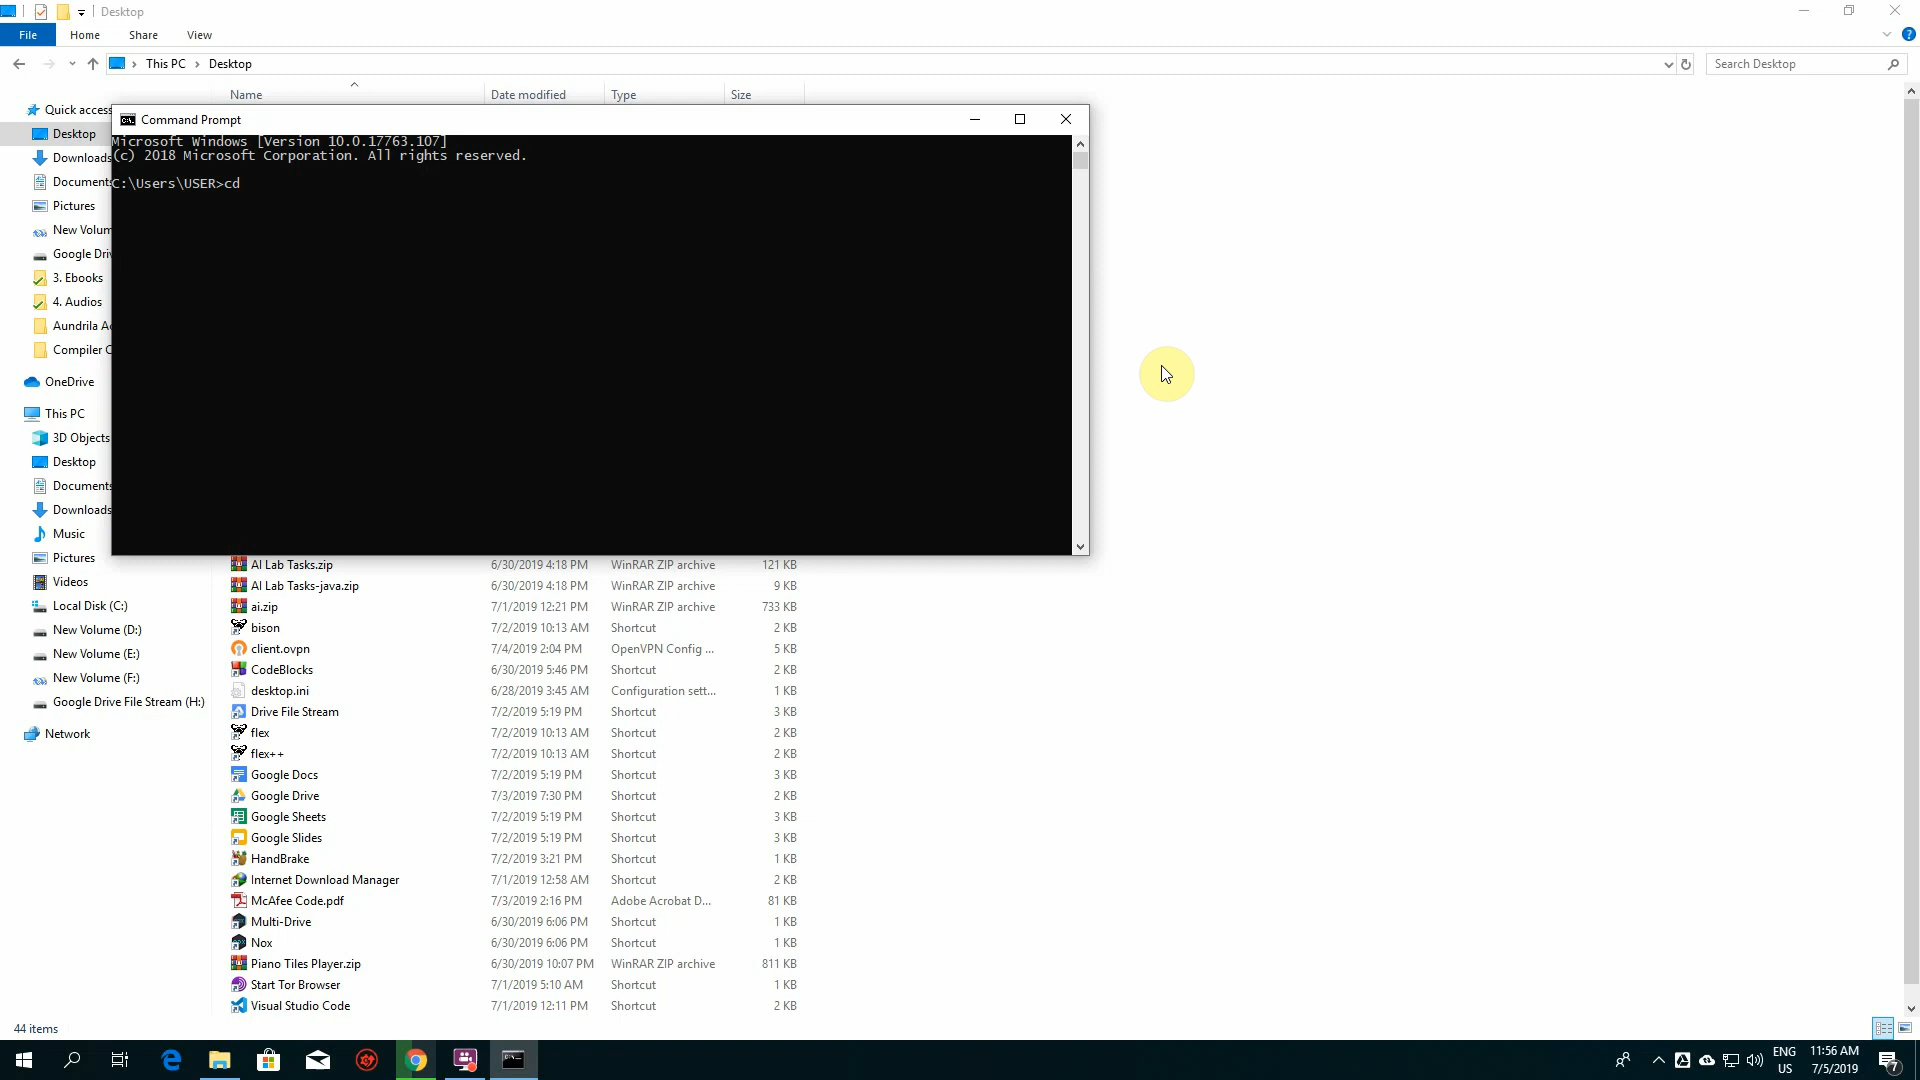 Desktop
File Home Share View
This PC > Desktop
Search Desktop
Name Date modified Type Size
Quick access
Desktop
Downloads
Documents
Pictures
New Volum
Google Driv
3. Ebooks
4. Audios
Aundrila A
Compiler C
OneDrive
This PC
3D Objects
Desktop
Documents
Downloads
Music
Pictures
Videos
Local Disk (C:)
New Volume (D:)
New Volume (E:)
New Volume (F:)
Google Drive File Stream (H:)
Network
Command Prompt
Microsoft Windows [Version 10.0.17763.107]
(c) 2018 Microsoft Corporation. All rights reserved.
C:\Users\USER>cd
AI Lab Tasks.zip 6/30/2019 4:18 PM WinRAR ZIP archive 121 KB
AI Lab Tasks-java.zip 6/30/2019 4:18 PM WinRAR ZIP archive 9 KB
ai.zip 7/1/2019 12:21 PM WinRAR ZIP archive 733 KB
bison 7/2/2019 10:13 AM Shortcut 2 KB
client.ovpn 7/4/2019 2:04 PM OpenVPN Config ... 5 KB
CodeBlocks 6/30/2019 5:46 PM Shortcut 2 KB
desktop.ini 6/28/2019 3:45 AM Configuration sett... 1 KB
Drive File Stream 7/2/2019 5:19 PM Shortcut 3 KB
flex 7/2/2019 10:13 AM Shortcut 2 KB
flex++ 7/2/2019 10:13 AM Shortcut 2 KB
Google Docs 7/2/2019 5:19 PM Shortcut 3 KB
Google Drive 7/3/2019 7:30 PM Shortcut 2 KB
Google Sheets 7/2/2019 5:19 PM Shortcut 3 KB
Google Slides 7/2/2019 5:19 PM Shortcut 3 KB
HandBrake 7/2/2019 3:21 PM Shortcut 1 KB
Internet Download Manager 7/1/2019 12:58 AM Shortcut 2 KB
McAfee Code.pdf 7/3/2019 2:16 PM Adobe Acrobat D... 81 KB
Multi-Drive 6/30/2019 6:06 PM Shortcut 1 KB
Nox 6/30/2019 6:06 PM Shortcut 1 KB
Piano Tiles Player.zip 6/30/2019 10:07 PM WinRAR ZIP archive 811 KB
Start Tor Browser 7/1/2019 5:10 AM Shortcut 1 KB
Visual Studio Code 7/1/2019 12:11 PM Shortcut 2 KB
44 items
ENG 11:56 AM
US 7/5/2019
7